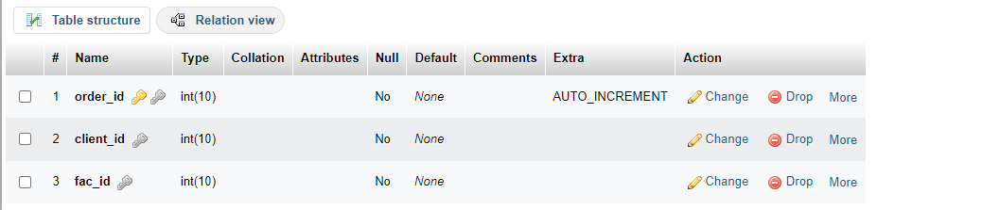 Table structure Relation view
# Name Type Collation Attributes Null Default Comments Extra Action
1 order_id int(10) No None AUTO_INCREMENT Change Drop More
2 client_id int(10) No None Change Drop More
3 fac_id int(10) No None Change Drop More